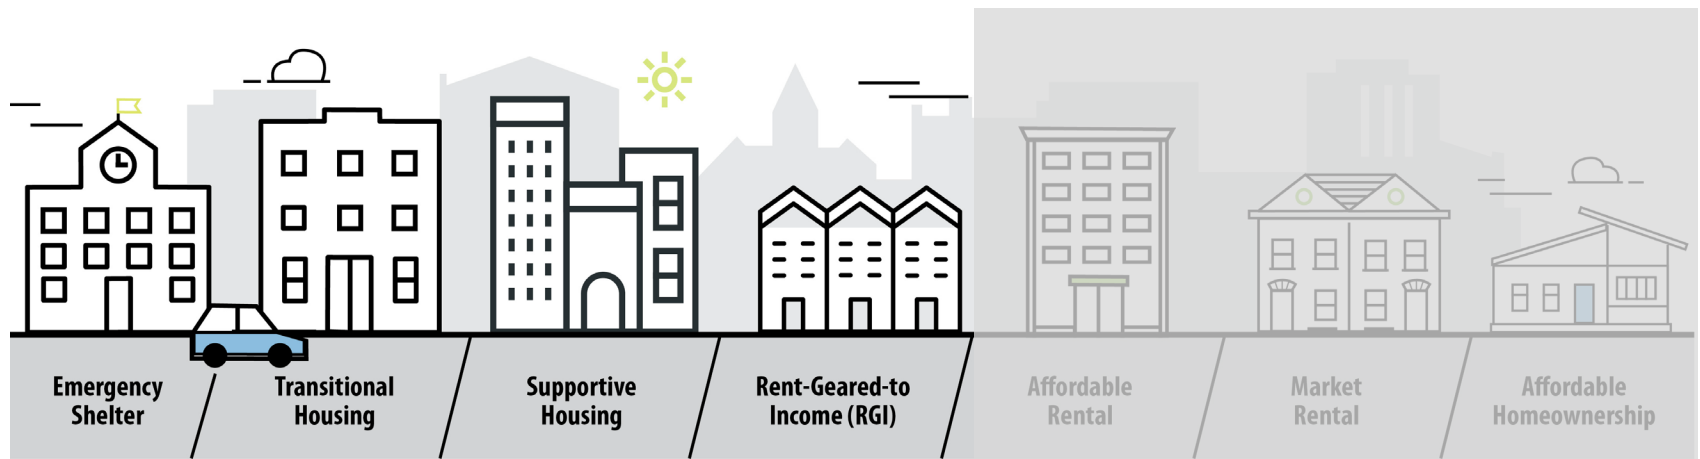 Emergency
Shelter
Transitional
Housing
Supportive
Housing
Rent-Geared-to
Income (RGI)
Affordable
Rental
Market
Rental
Affordable
Homeownership